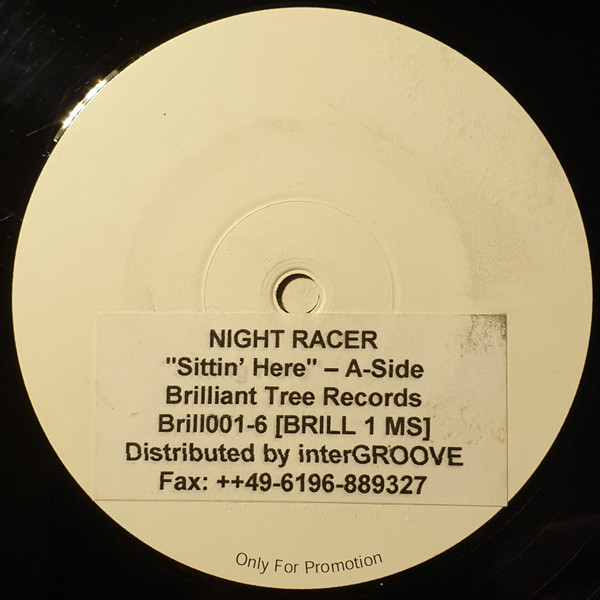 NIGHT RACER
"Sittin' Here" – A-Side
Brilliant Tree Records
Brill001-6 [BRILL 1 MS]
Distributed by interGROOVE
Fax: ++49-6196-889327
Only For Promotion